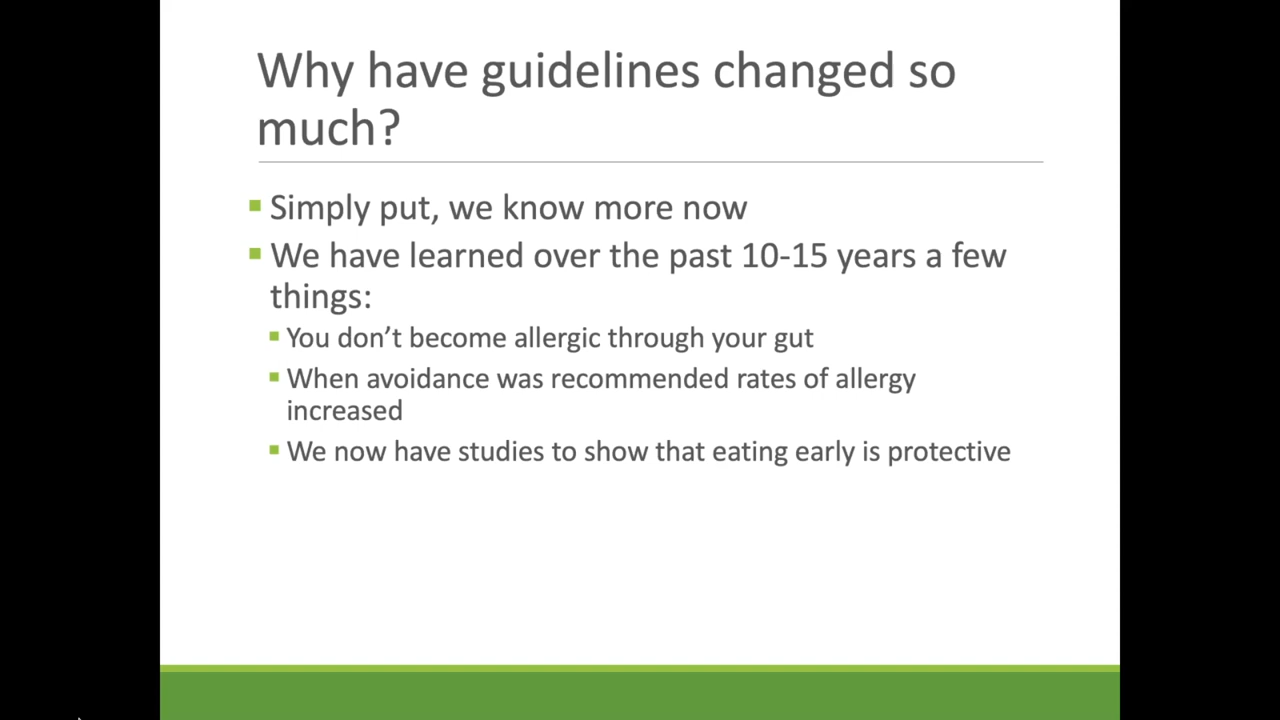 Why have guidelines changed so
much?
Simply put, we know more now
We have learned over the past 10-15 years a few
things:
You don’t become allergic through your gut
When avoidance was recommended rates of allergy
increased
We now have studies to show that eating early is protective